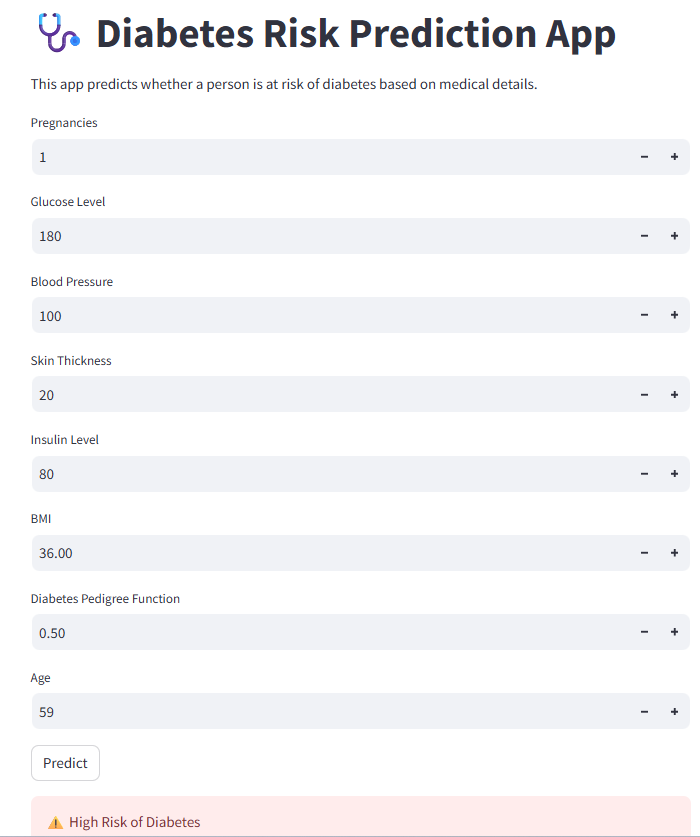 Diabetes Risk Prediction App
This app predicts whether a person is at risk of diabetes based on medical details.
Pregnancies
1
Glucose Level
180
Blood Pressure
100
Skin Thickness
20
Insulin Level
80
BMI
36.00
Diabetes Pedigree Function
0.50
Age
59
Predict
High Risk of Diabetes